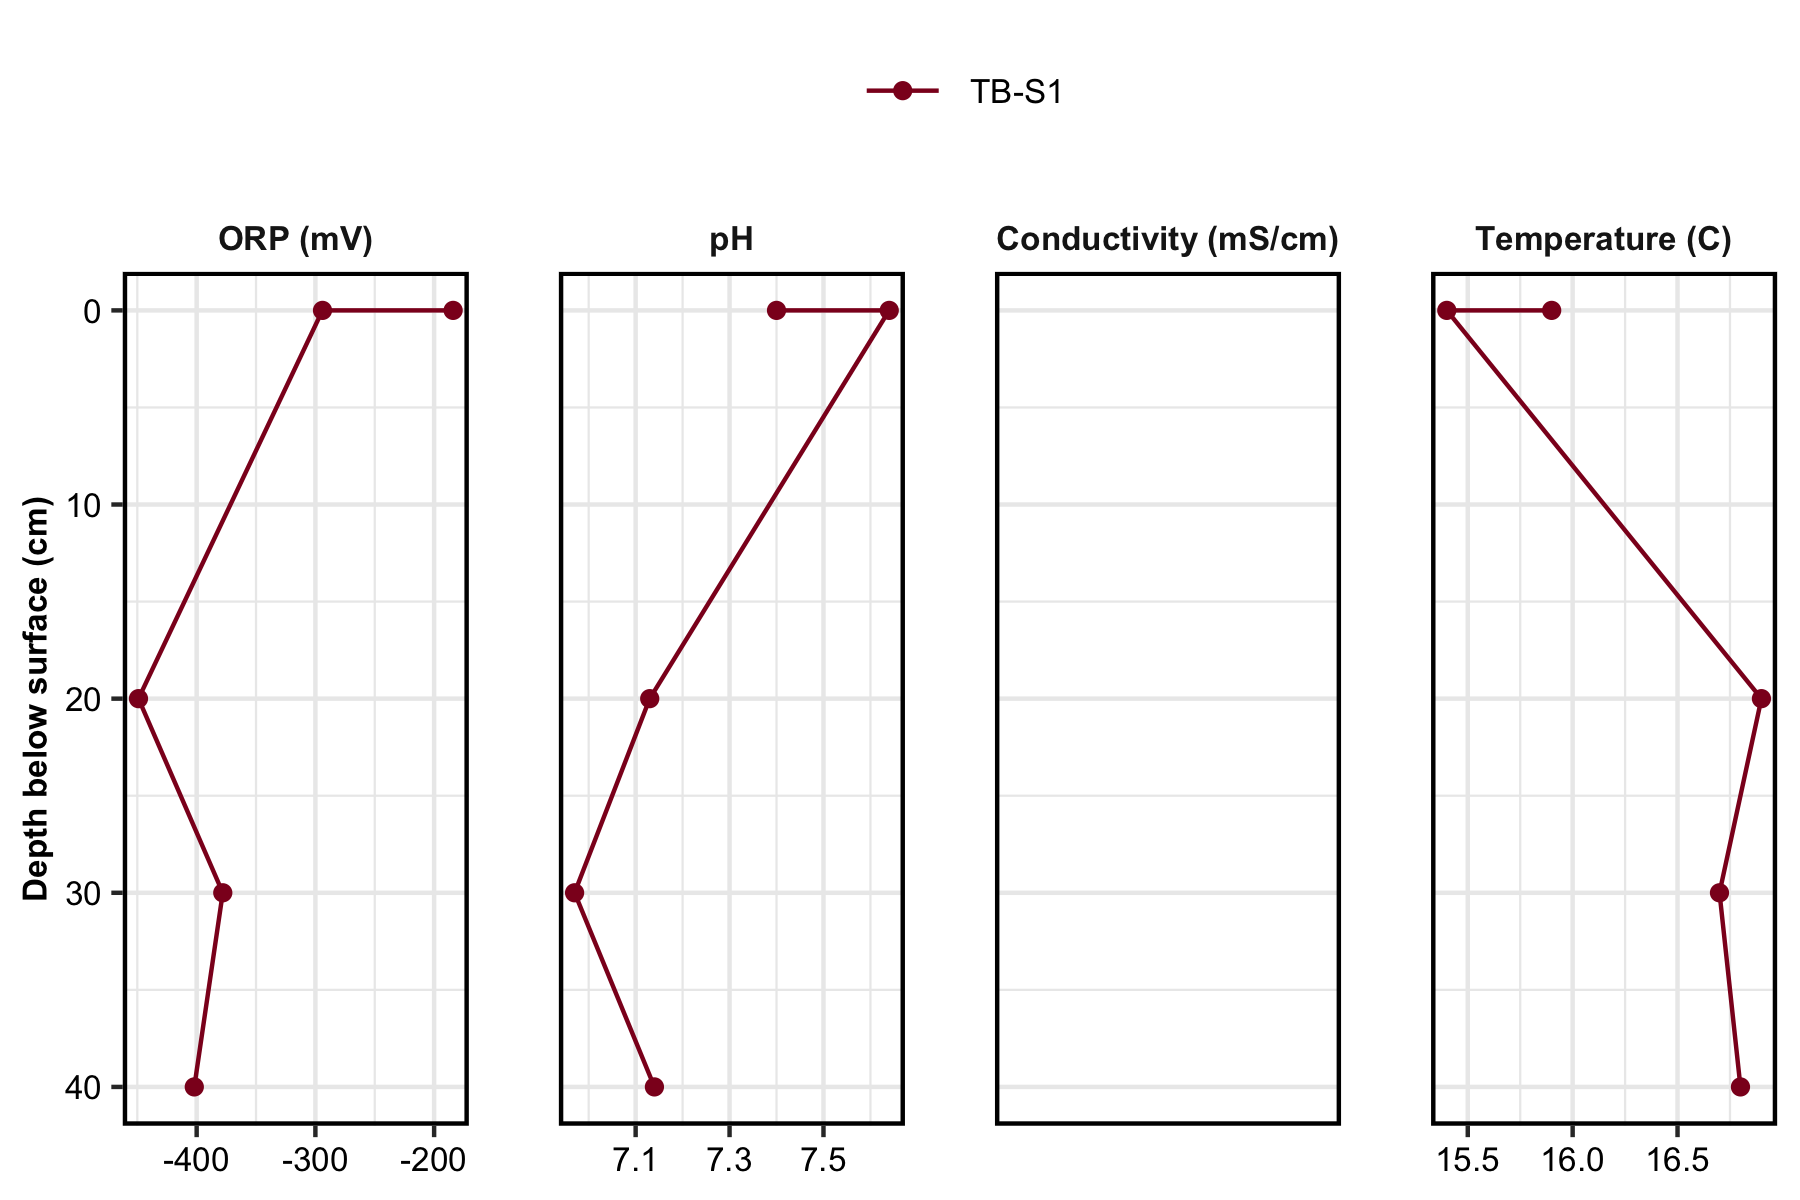 TB-S1
ORP (mV) pH Conductivity (mS/cm) Temperature (C)
Depth below surface (cm)
0
10
20
30
40
-400 -300 -200 7.1 7.3 7.5 15.5 16.0 16.5